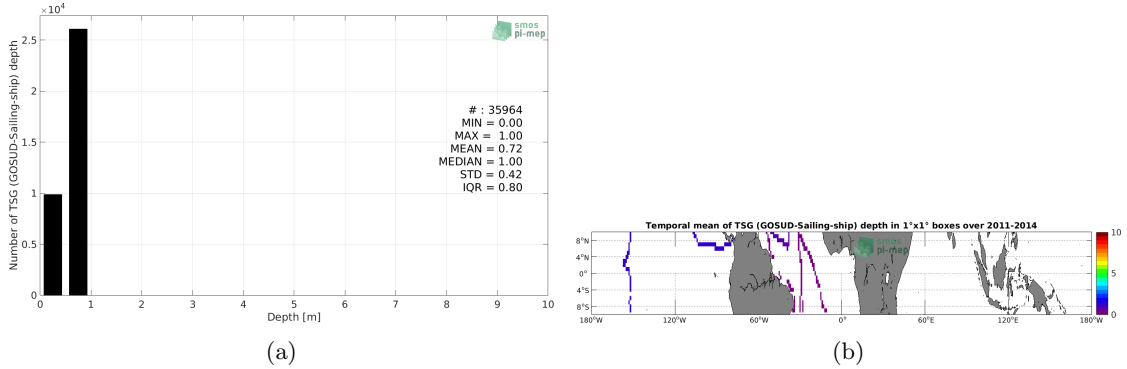 ×10⁴
smos
pi-mep
Number of TSG (GOSUD-Sailing-ship) depth
2.5
2
1.5
1
0.5
0
# : 35964
MIN = 0.00
MAX = 1.00
MEAN = 0.72
MEDIAN = 1.00
STD = 0.42
IQR = 0.80
0 1 2 3 4 5 6 7 8 9 10
Depth [m]
(a)
Temporal mean of TSG (GOSUD-Sailing-ship) depth in 1°x1° boxes over 2011-2014
smos
pi-mep
8°N
4°N
0°
4°S
8°S
180°W 120°W 60°W 0° 60°E 120°E 180°W
10
5
0
(b)